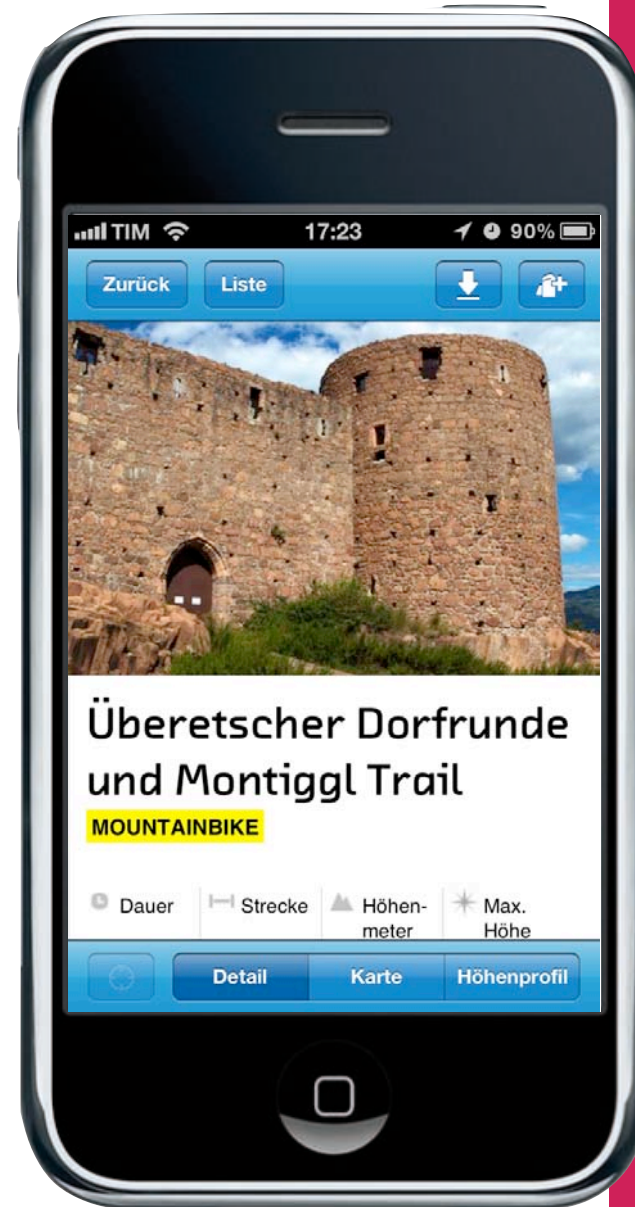 TIM 17:23 90%
Zurück Liste
Überetscher Dorfrunde
und Montiggl Trail
MOUNTAINBIKE
Dauer Strecke Höhen-
meter Max.
Höhe
Detail Karte Höhenprofil